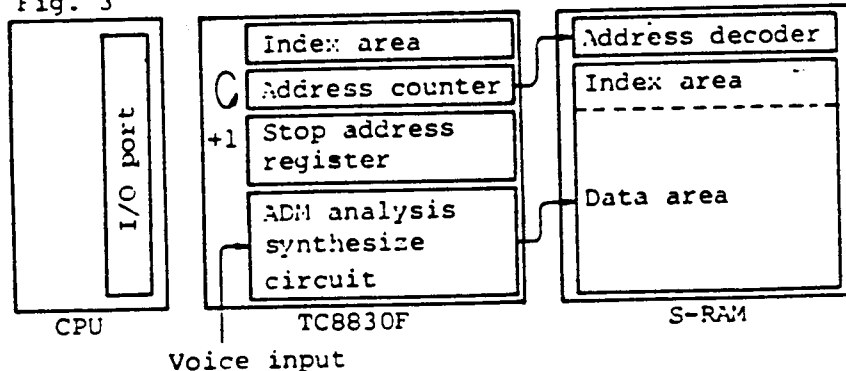 Fig. 3
I/O port
CPU
Index area
Address counter
+1
Stop address
register
ADM analysis
synthesize
circuit
TC8830F
Voice input
Address decoder
Index area
Data area
S-RAM